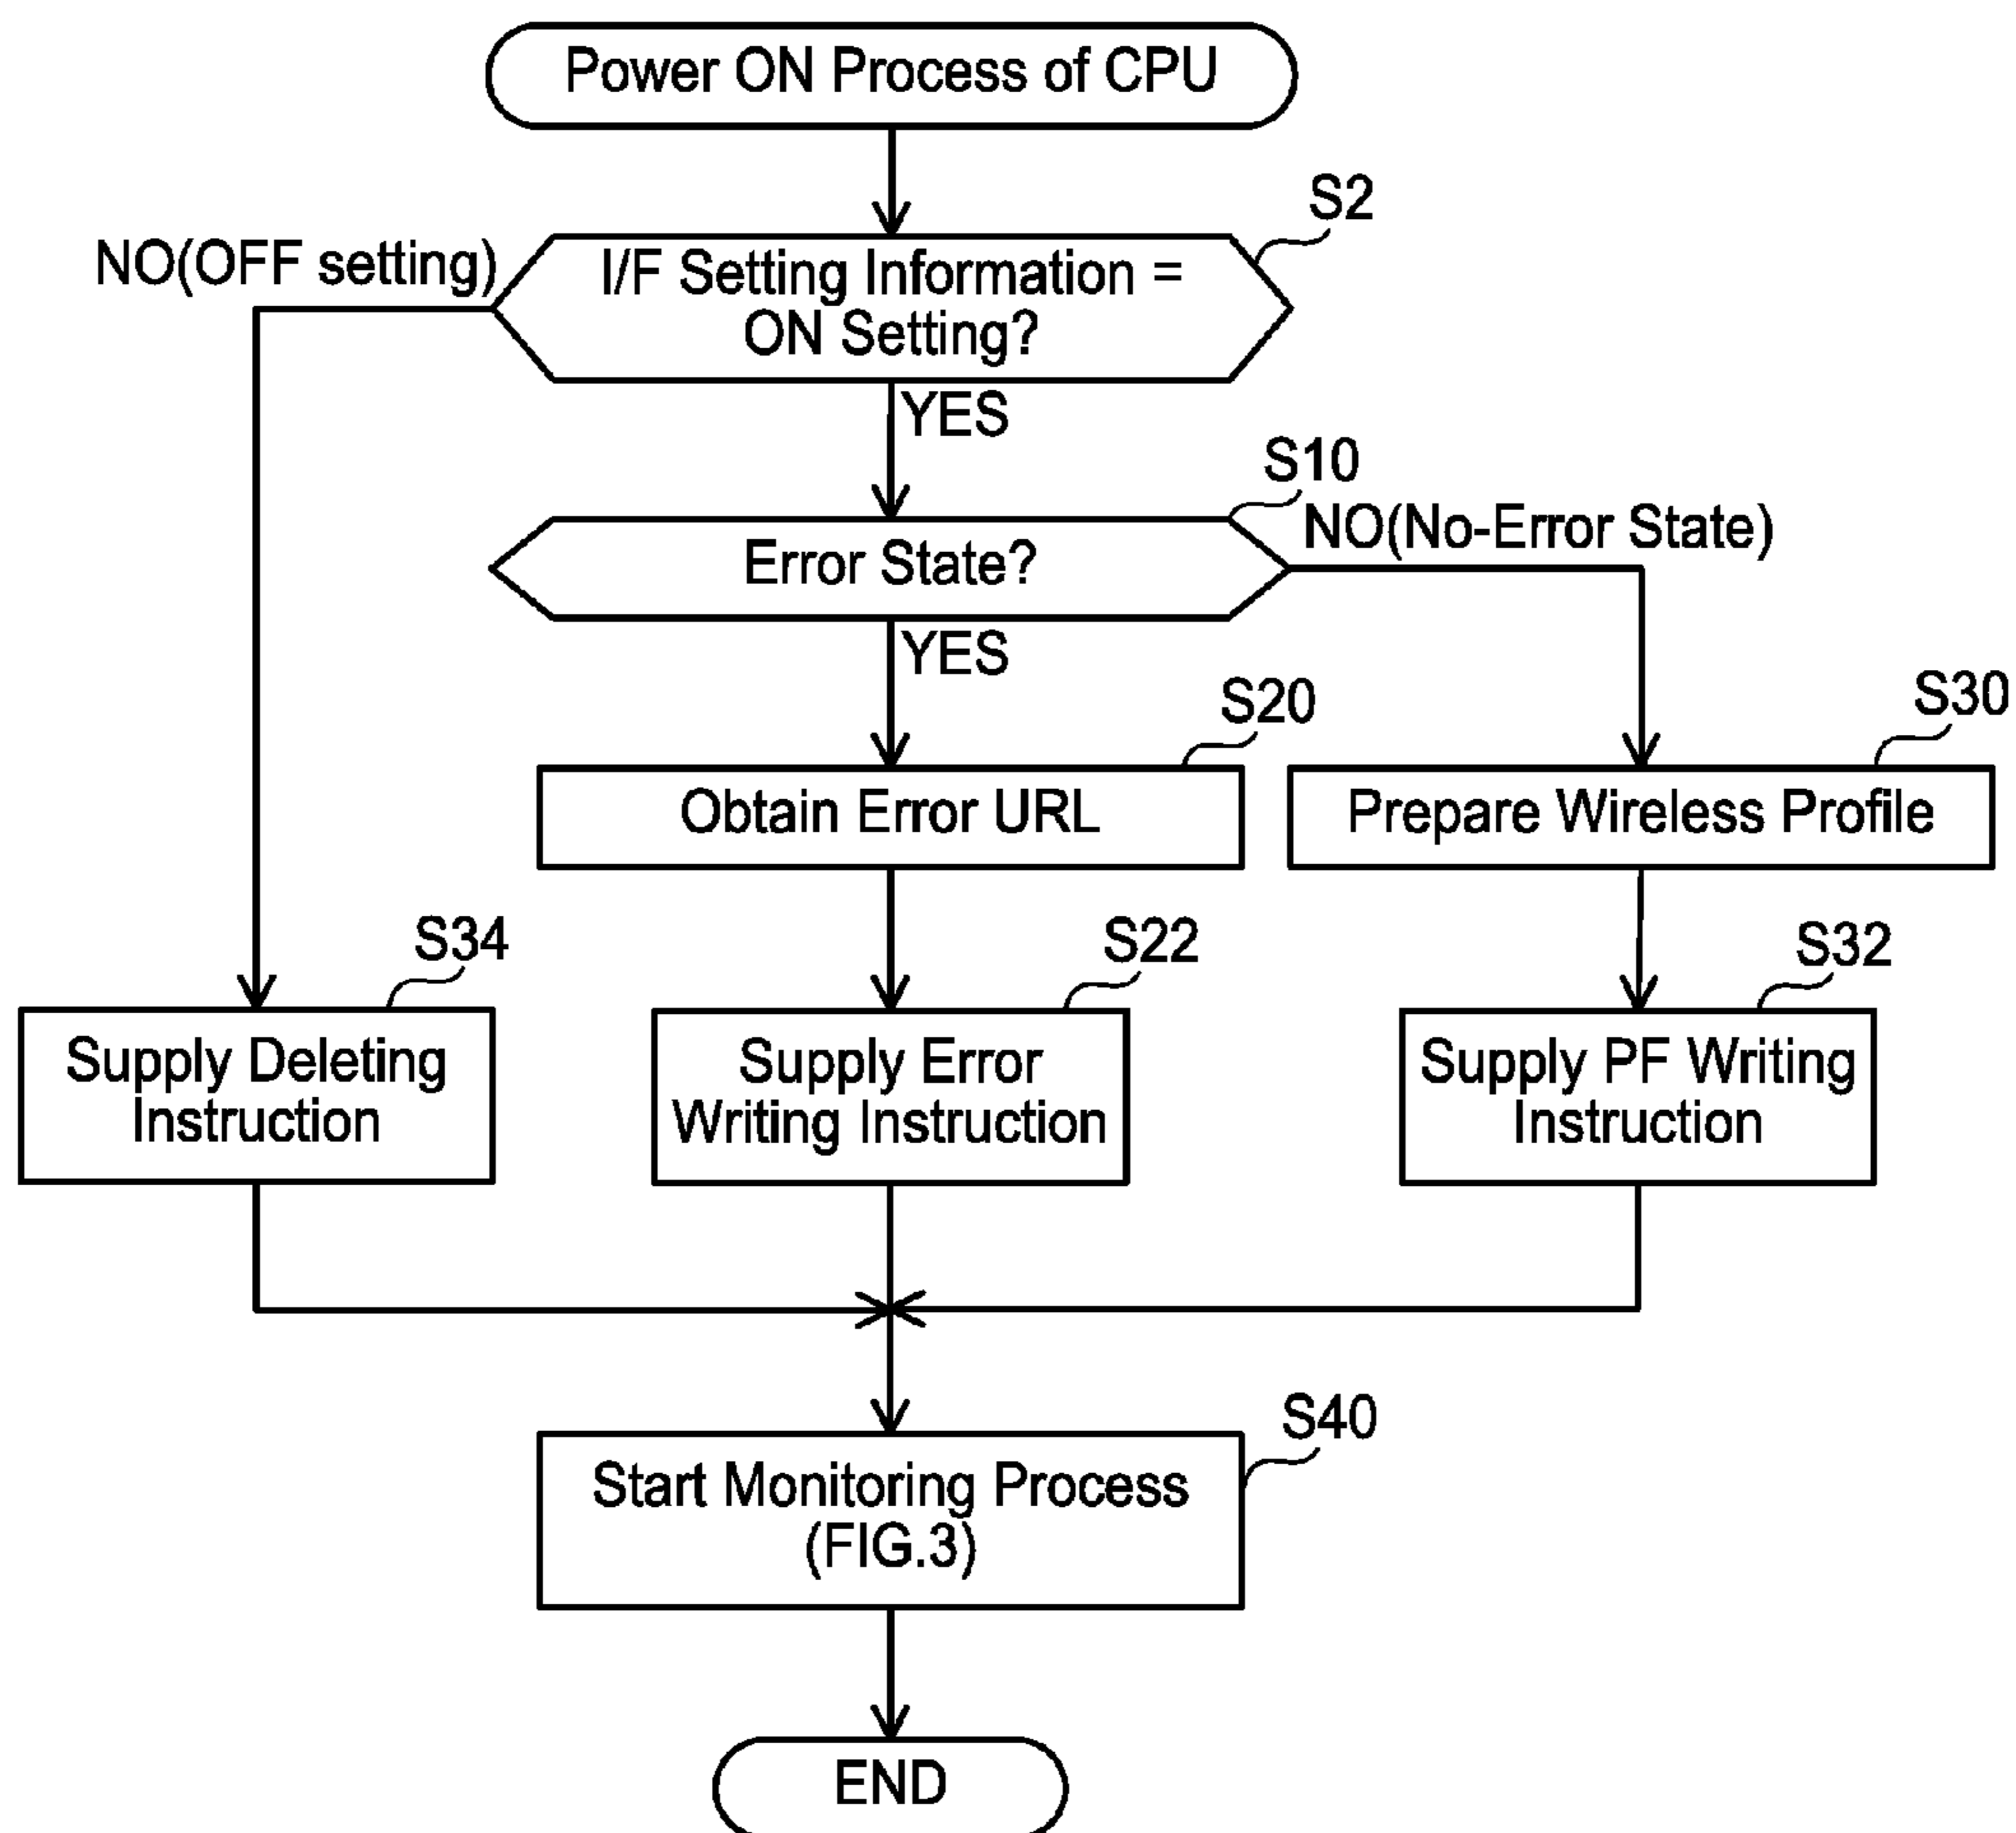 Power ON Process of CPU
S2
NO(OFF setting)
I/F Setting Information =
ON Setting?
YES
S10
NO(No-Error State)
Error State?
YES
S20
S30
Obtain Error URL
Prepare Wireless Profile
S34
S22
S32
Supply Deleting
Instruction
Supply Error
Writing Instruction
Supply PF Writing
Instruction
S40
Start Monitoring Process
(FIG.3)
END